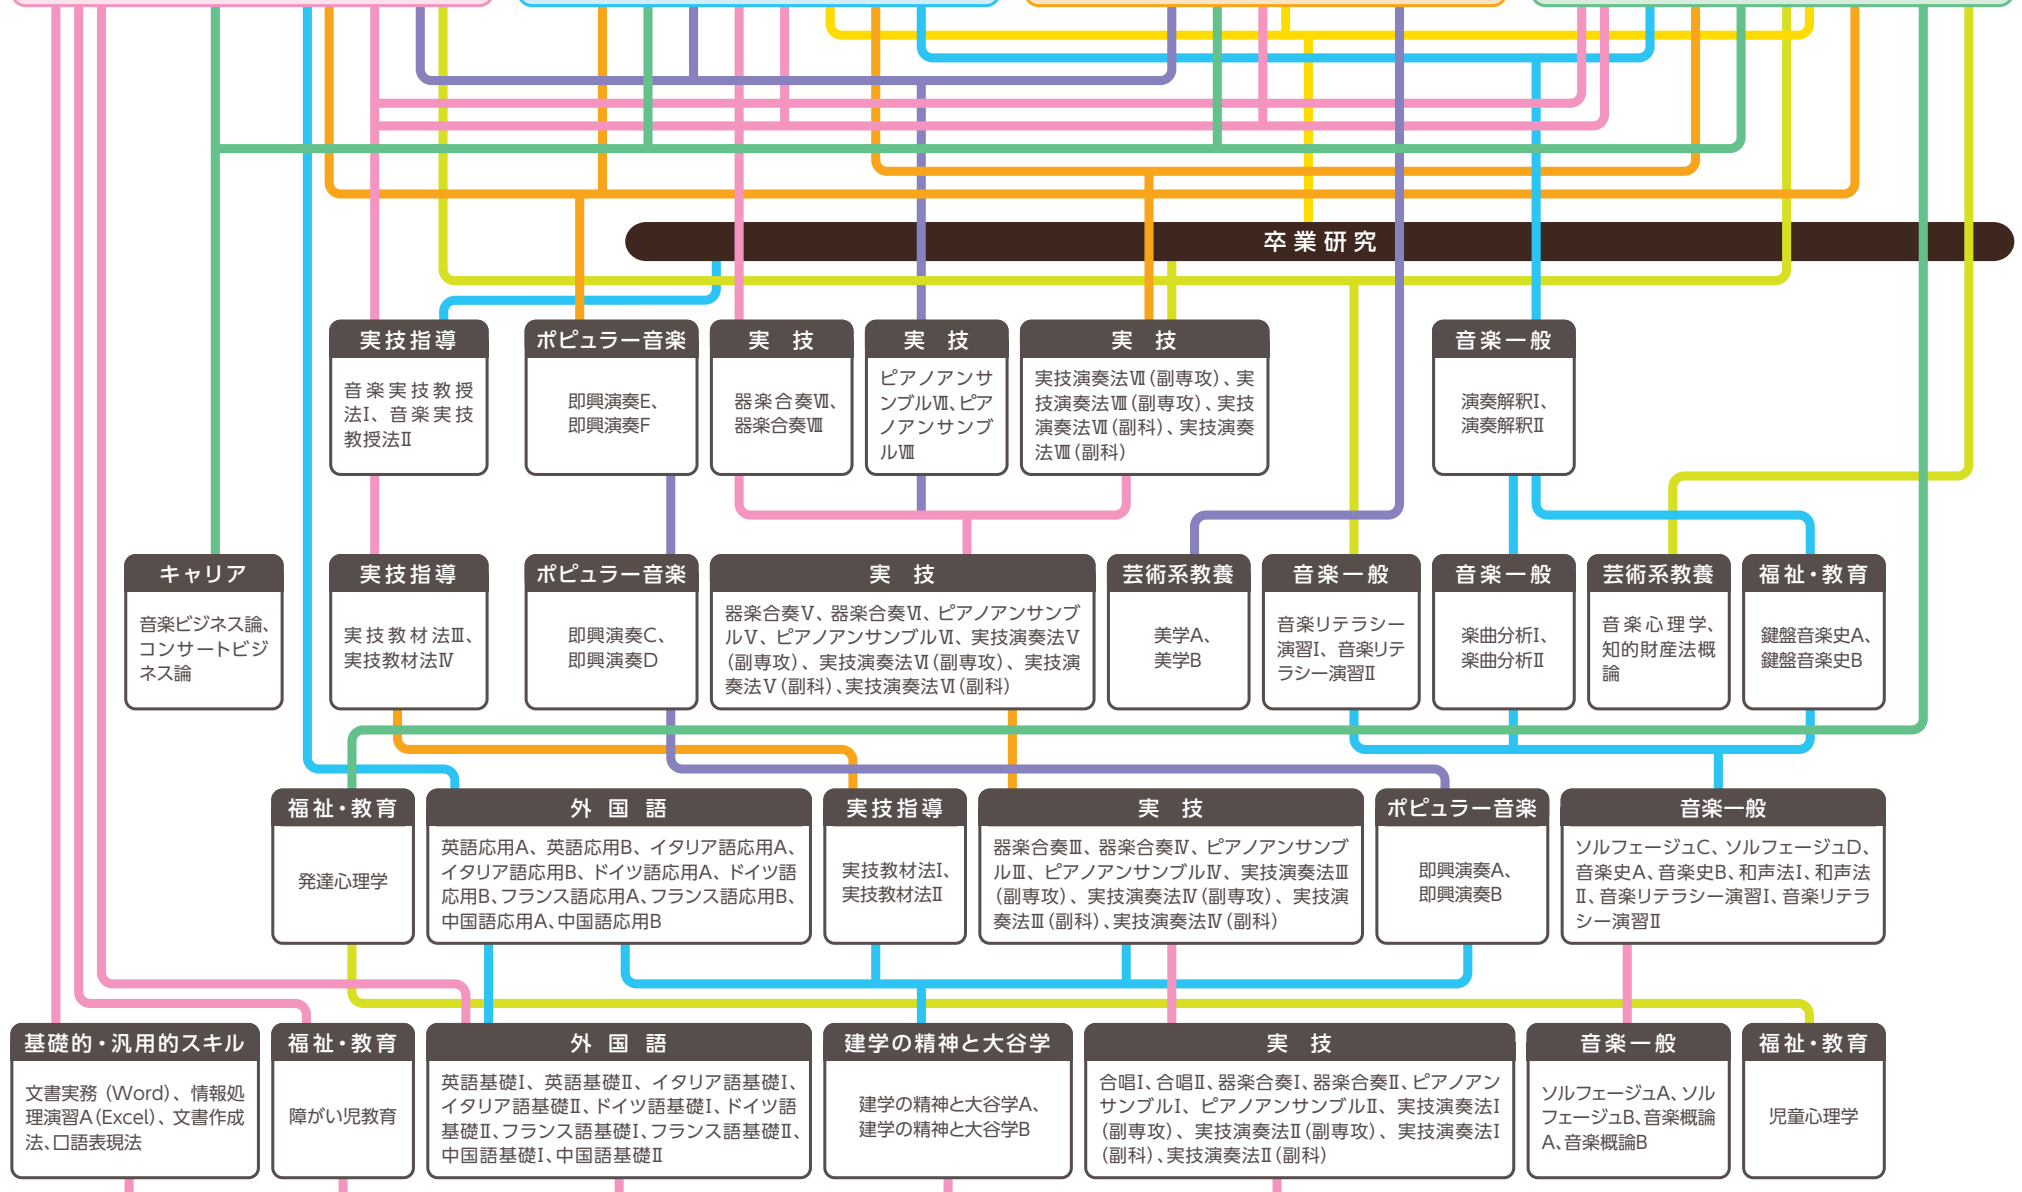 卒業研究
実技指導
音楽実技教授
法Ⅰ、音楽実技
教授法Ⅱ
ポピュラー音楽
即興演奏E、
即興演奏F
実 技
器楽合奏Ⅶ、
器楽合奏Ⅷ
実 技
ピアノアンサ
ンブルⅦ、ピア
ノアンサンブ
ルⅧ
実 技
実技演奏法Ⅶ(副専攻)、実
技演奏法Ⅷ(副専攻)、実技
演奏法Ⅶ(副科)、実技演奏
法Ⅷ(副科)
音楽一般
演奏解釈Ⅰ、
演奏解釈Ⅱ
キャリア
音楽ビジネス論、
コンサートビジ
ネス論
実技指導
実技教材法Ⅲ、
実技教材法Ⅳ
ポピュラー音楽
即興演奏C、
即興演奏D
実 技
器楽合奏Ⅴ、器楽合奏Ⅵ、ピアノアンサンブ
ルⅤ、ピアノアンサンブルⅥ、実技演奏法Ⅴ
(副専攻)、実技演奏法Ⅵ(副専攻)、実技演
奏法Ⅴ(副科)、実技演奏法Ⅵ(副科)
芸術系教養
美学A、
美学B
音楽一般
音楽リテラシー
演習Ⅰ、音楽リテ
ラシー演習Ⅱ
音楽一般
楽曲分析Ⅰ、
楽曲分析Ⅱ
芸術系教養
音楽心理学、
知的財産法概
論
福祉・教育
鍵盤音楽史A、
鍵盤音楽史B
福祉・教育
発達心理学
外国語
英語応用A、英語応用B、イタリア語応用A、
イタリア語応用B、ドイツ語応用A、ドイツ語
応用B、フランス語応用A、フランス語応用B、
中国語応用A、中国語応用B
実技指導
実技教材法Ⅰ、
実技教材法Ⅱ
実 技
器楽合奏Ⅲ、器楽合奏Ⅳ、ピアノアンサンブ
ルⅢ、ピアノアンサンブルⅣ、実技演奏法Ⅲ
(副専攻)、実技演奏法Ⅳ(副専攻)、実技演
奏法Ⅲ(副科)、実技演奏法Ⅳ(副科)
ポピュラー音楽
即興演奏A、
即興演奏B
音楽一般
ソルフェージュC、ソルフェージュD、
音楽史A、音楽史B、和声法Ⅰ、和声法
Ⅱ、音楽リテラシー演習Ⅰ、音楽リテラ
シー演習Ⅱ
基礎的・汎用的スキル
文書実務(Word)、情報処
理演習A(Excel)、文書作成
法、口語表現法
福祉・教育
障がい児教育
外国語
英語基礎Ⅰ、英語基礎Ⅱ、イタリア語基礎Ⅰ、
イタリア語基礎Ⅱ、ドイツ語基礎Ⅰ、ドイツ語
基礎Ⅱ、フランス語基礎Ⅰ、フランス語基礎Ⅱ、
中国語基礎Ⅰ、中国語基礎Ⅱ
建学の精神と大谷学
建学の精神と大谷学A、
建学の精神と大谷学B
実 技
合唱Ⅰ、合唱Ⅱ、器楽合奏Ⅰ、器楽合奏Ⅱ、ピアノアン
サンブルⅠ、ピアノアンサンブルⅡ、実技演奏法Ⅰ
(副専攻)、実技演奏法Ⅱ(副専攻)、実技演奏法Ⅰ
(副科)、実技演奏法Ⅱ(副科)
音楽一般
ソルフェージュA、ソル
フェージュB、音楽概論
A、音楽概論B
福祉・教育
児童心理学